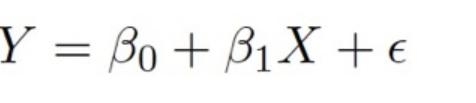 Y = β₀ + β₁X + ϵ